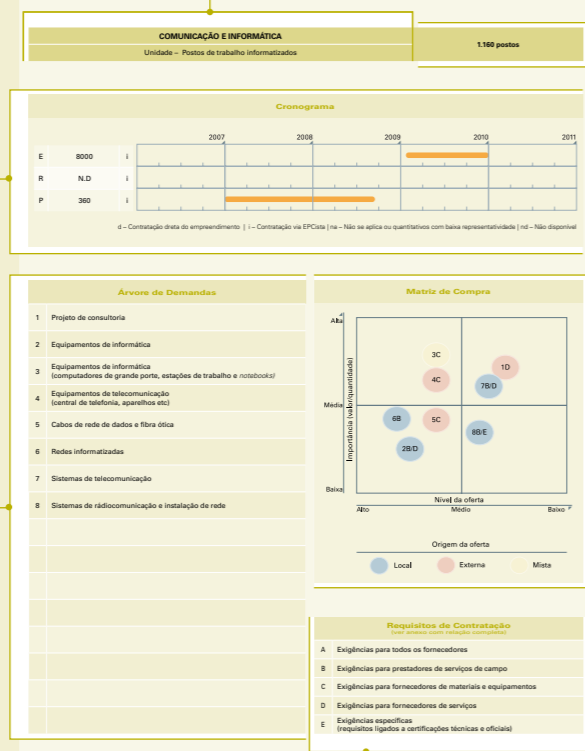 COMUNICAÇÃO E INFORMÁTICA
Unidade – Postos de trabalho informatizados
1.160 postos
Cronograma
2007 2008 2009 2010 2011
E 8000 i
R N.D i
P 360 i
d – Contratação direta do empreendimento | i – Contratação via EPCista | na – Não se aplica ou quantitativos com baixa representatividade | nd – Não disponível
Árvore de Demandas
1 Projeto de consultoria
2 Equipamentos de informática
3 Equipamentos de informática
(computadores de grande porte, estações de trabalho e notebooks)
4 Equipamentos de telecomunicação
(central de telefonia, aparelhos etc)
5 Cabos de rede de dados e fibra ótica
6 Redes informatizadas
7 Sistemas de telecomunicação
8 Sistemas de rádiocomunicação e instalação de rede
Matriz de Compra
Alta
Média
Baixa
Importância (valor/quantidade)
3C
1D
4C
7B/D
6B
5C
8B/E
2B/D
Nível da oferta
Alto Médio Baixo
Origem da oferta
Local Externa Mista
Requisitos de Contratação
(ver anexo com relação completa)
A Exigências para todos os fornecedores
B Exigências para prestadores de serviços de campo
C Exigências para fornecedores de materiais e equipamentos
D Exigências para fornecedores de serviços
E Exigências específicas
(requisitos ligados a certificações técnicas e oficiais)